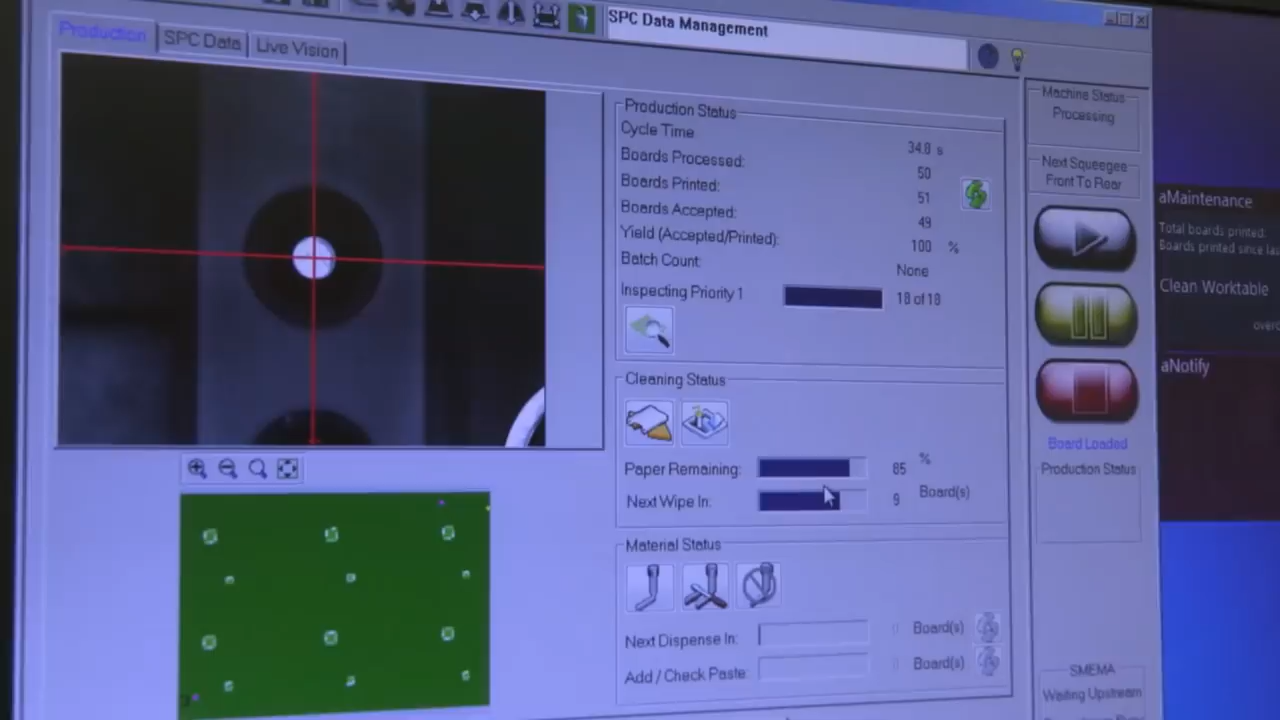 SPC Data Management
Production
SPC Data
Live Vision
Production Status
Cycle Time
34.8 s
Boards Processed:
50
Boards Printed:
51
Boards Accepted:
49
Yield (Accepted/Printed):
100 %
Batch Count:
None
Inspecting Priority 1
18 of 18
Cleaning Status
Paper Remaining:
85 %
Next Wipe In:
9 Board(s)
Material Status
Next Dispense In:
Board(s)
Add / Check Paste:
Board(s)
Machine Status
Processing
Next Squeegee
Front To Rear
Board Loaded
Production Status
SMEMA
Waiting Upstream
aMaintenance
Total boards printed:
Boards printed since
Clean Worktable
aNotify